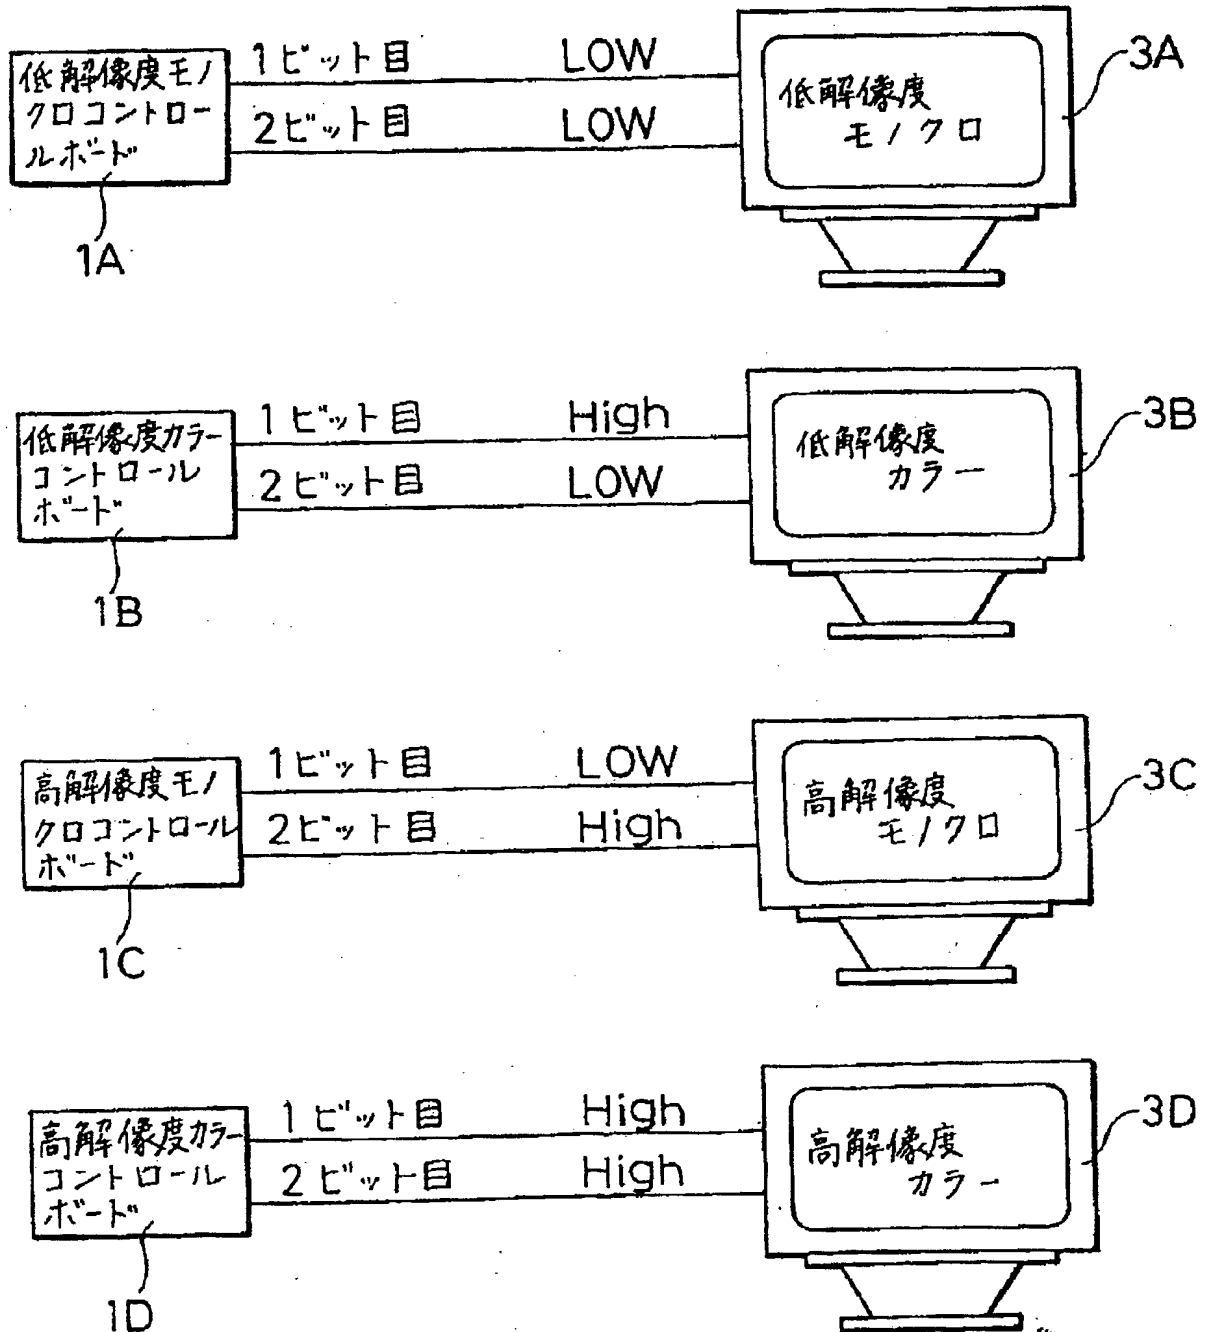 低解像度モノ
クロコントロー
ルボード
1ビット目 LOW
2ビット目 LOW
低解像度
モノクロ
3A
1A
低解像度カラー
コントロール
ボード
1ビット目 High
2ビット目 LOW
低解像度
カラー
3B
1B
高解像度モノ
クロコントロール
ボード
1ビット目 LOW
2ビット目 High
高解像度
モノクロ
3C
1C
高解像度カラー
コントロール
ボード
1ビット目 High
2ビット目 High
高解像度
カラー
3D
1D